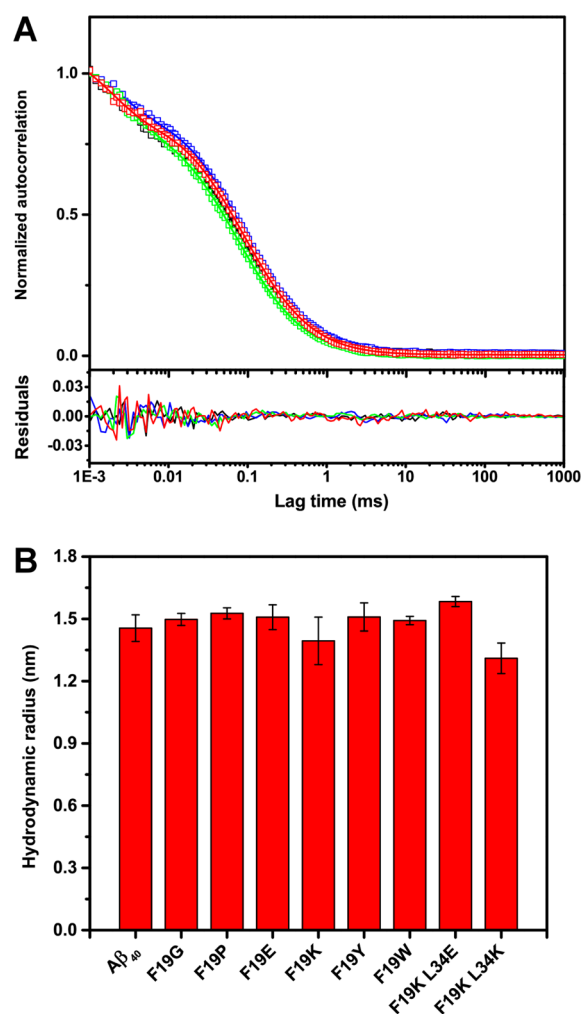 A
Normalized autocorrelation
1.0
0.5
0.0
Residuals
0.03
0.00
-0.03
1E-3 0.01 0.1 1 10 100 1000
Lag time (ms)
B
Hydrodynamic radius (nm)
1.8
1.5
1.2
0.9
0.6
0.3
0.0
Aβ₄₀ F19G F19P F19E F19K F19Y F19W F19K L34E F19K L34K